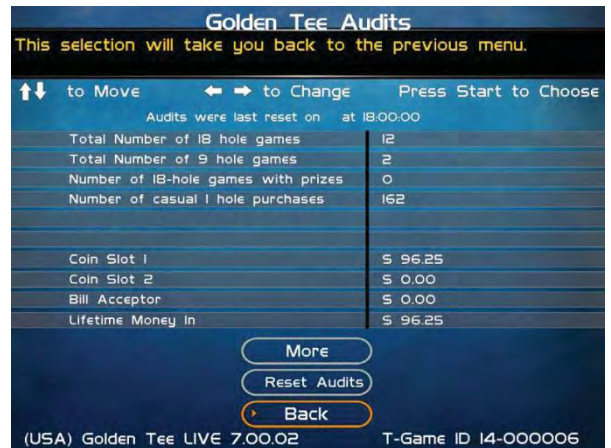 Golden Tee Audits
This selection will take you back to the previous menu.
to Move to Change Press Start to Choose
Audits were last reset on at 18:00:00
Total Number of 18 hole games 12
Total Number of 9 hole games 2
Number of 18-hole games with prizes 0
Number of casual 1 hole purchases 162
Coin Slot 1 $ 96.25
Coin Slot 2 $ 0.00
Bill Acceptor $ 0.00
Lifetime Money In $ 96.25
More
Reset Audits
Back
(USA) Golden Tee LIVE 7.00.02 T-Game ID 14-000006